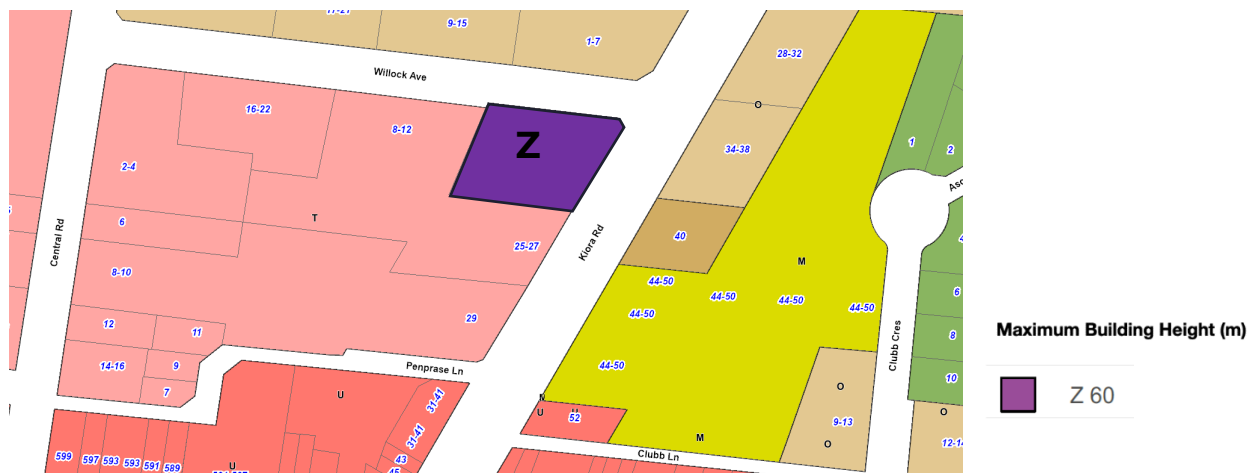 17-21
9-15
1-7
Willock Ave
28-32
O
16-22
8-12
Z
34-38
1
2
2-4
T
6
Central Rd
25-27
Kiora Rd
40
M
8-10
44-50
44-50
44-50
44-50
44-50
6
29
12
11
8
Clubb Cres
14-16
9
44-50
7
Penprase Ln
10
U
31-41
31-41
O
9-13
O
O
12-14
U
52
M
599
597
593
593
591
589
U
43
45
Clubb Ln
Maximum Building Height (m)
Z 60